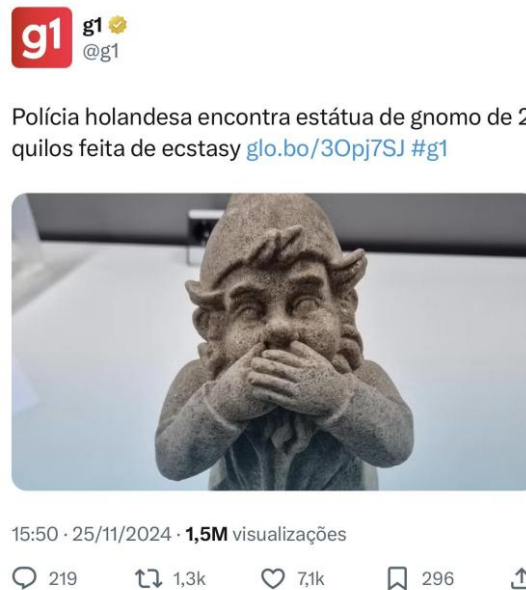 g1
g1
@g1
Polícia holandesa encontra estátua de gnomo de 2
quilos feita de ecstasy glo.bo/3Opj7SJ #g1
15:50 · 25/11/2024 · 1,5M visualizações
219 1,3k 7,1k 296